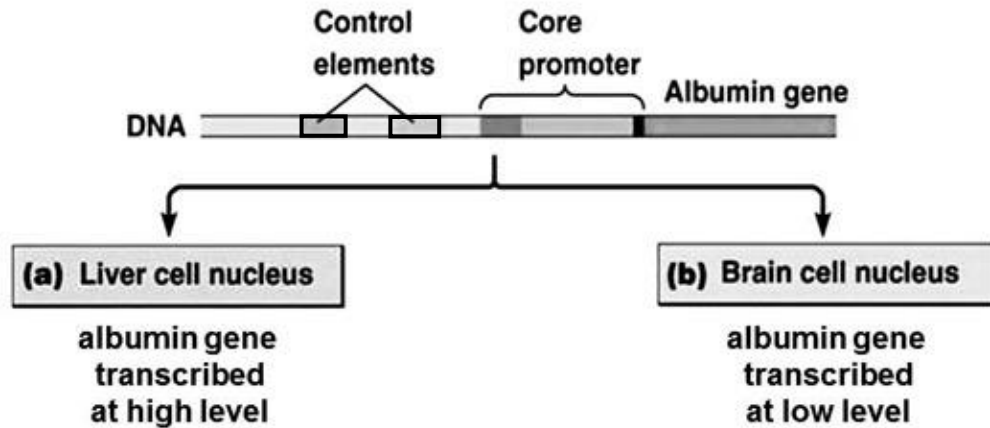 Control
elements
Core
promoter
Albumin gene
DNA
(a) Liver cell nucleus
albumin gene
transcribed
at high level
(b) Brain cell nucleus
albumin gene
transcribed
at low level